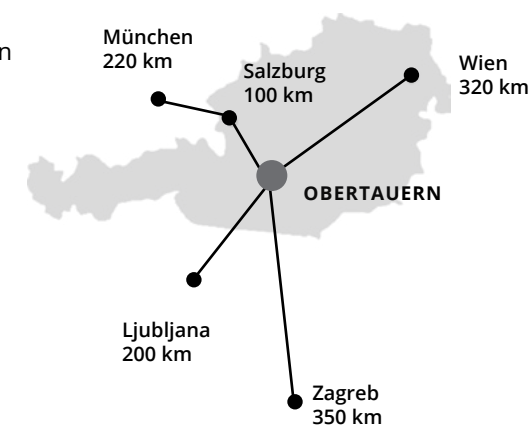 München
220 km
n
Salzburg
100 km
Wien
320 km
OBERTAUERN
Ljubljana
200 km
Zagreb
350 km